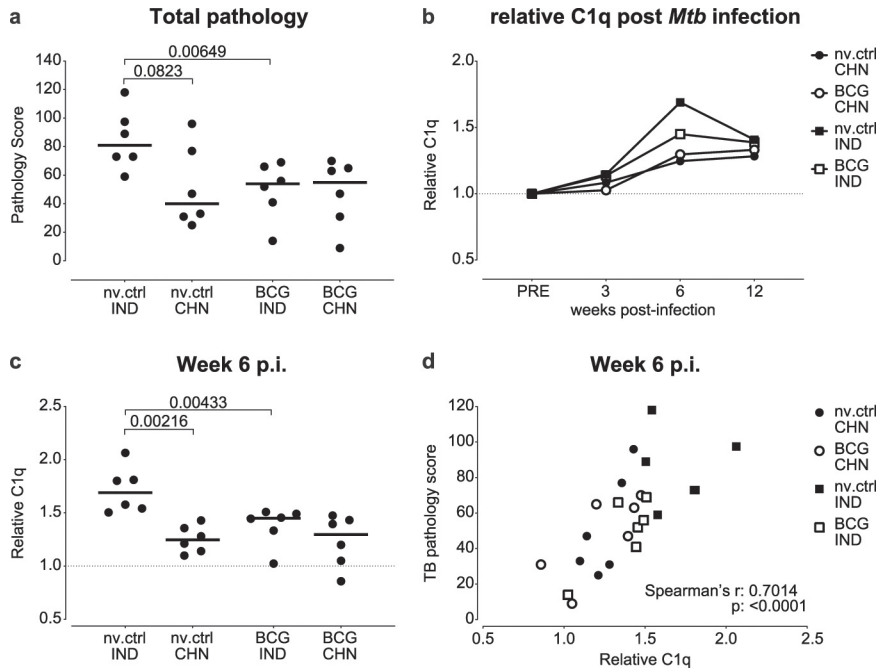 a
Total pathology
0.00649
0.0823
Pathology Score
140
120
100
80
60
40
20
0
nv.ctrl
IND
nv.ctrl
CHN
BCG
IND
BCG
CHN
b
relative C1q post Mtb infection
Relative C1q
2.0
1.5
1.0
0.5
PRE
3
6
12
weeks post-infection
nv.ctrl
CHN
BCG
CHN
nv.ctrl
IND
BCG
IND
c
Week 6 p.i.
0.00433
0.00216
Relative C1q
2.5
2.0
1.5
1.0
0.5
nv.ctrl
IND
nv.ctrl
CHN
BCG
IND
BCG
CHN
d
Week 6 p.i.
TB pathology score
120
100
80
60
40
20
0
Spearman's r: 0.7014
p: <0.0001
0.5
1.0
1.5
2.0
2.5
Relative C1q
nv.ctrl
CHN
BCG
CHN
nv.ctrl
IND
BCG
IND